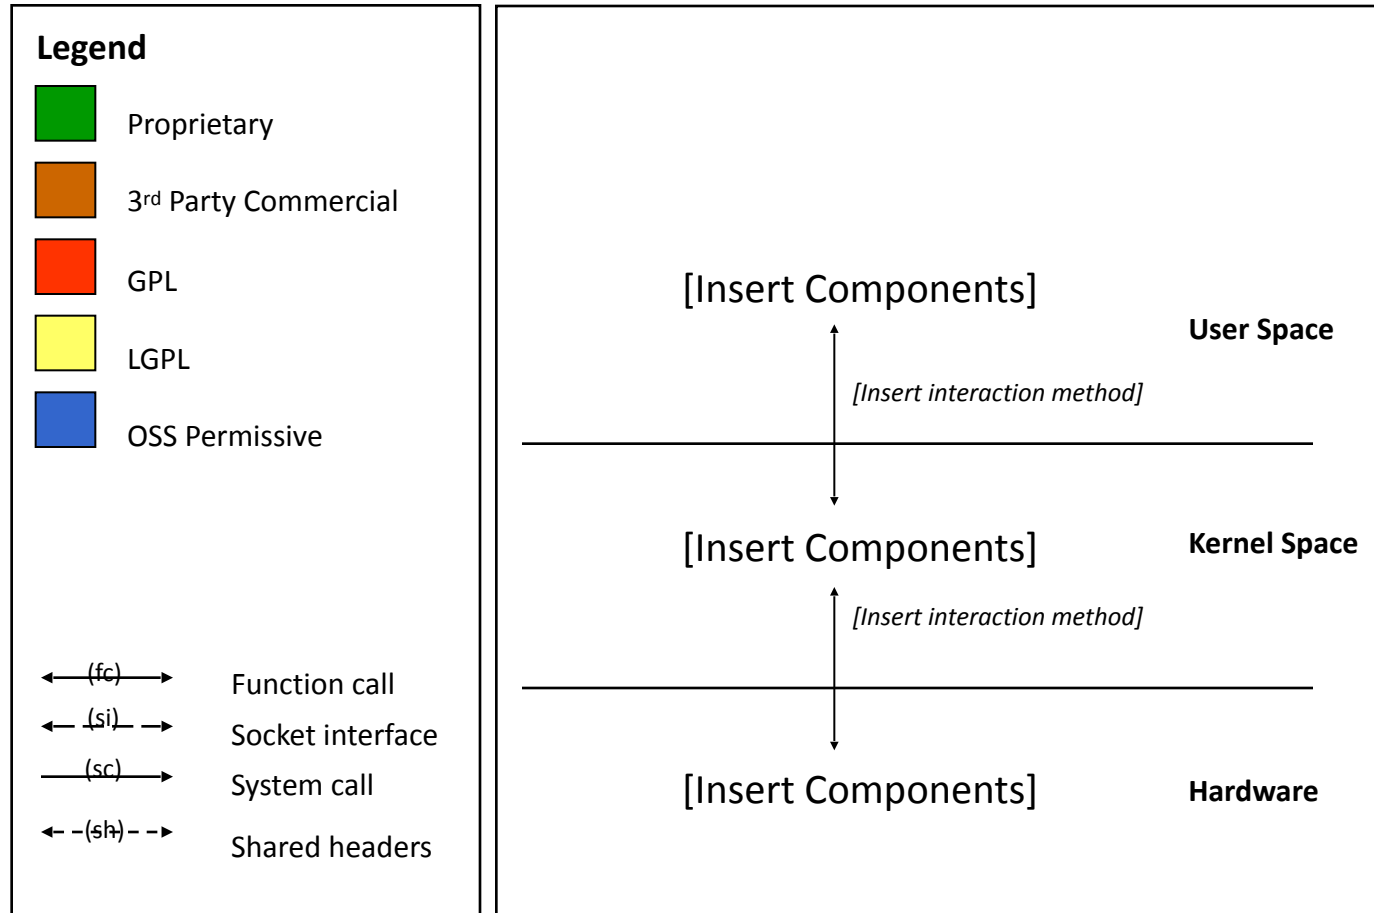 Legend
Proprietary
3rd Party Commercial
GPL
LGPL
OSS Permissive
(fc) Function call
(si) Socket interface
(sc) System call
(sh) Shared headers
[Insert Components]
User Space
[Insert interaction method]
[Insert Components]
Kernel Space
[Insert interaction method]
[Insert Components]
Hardware